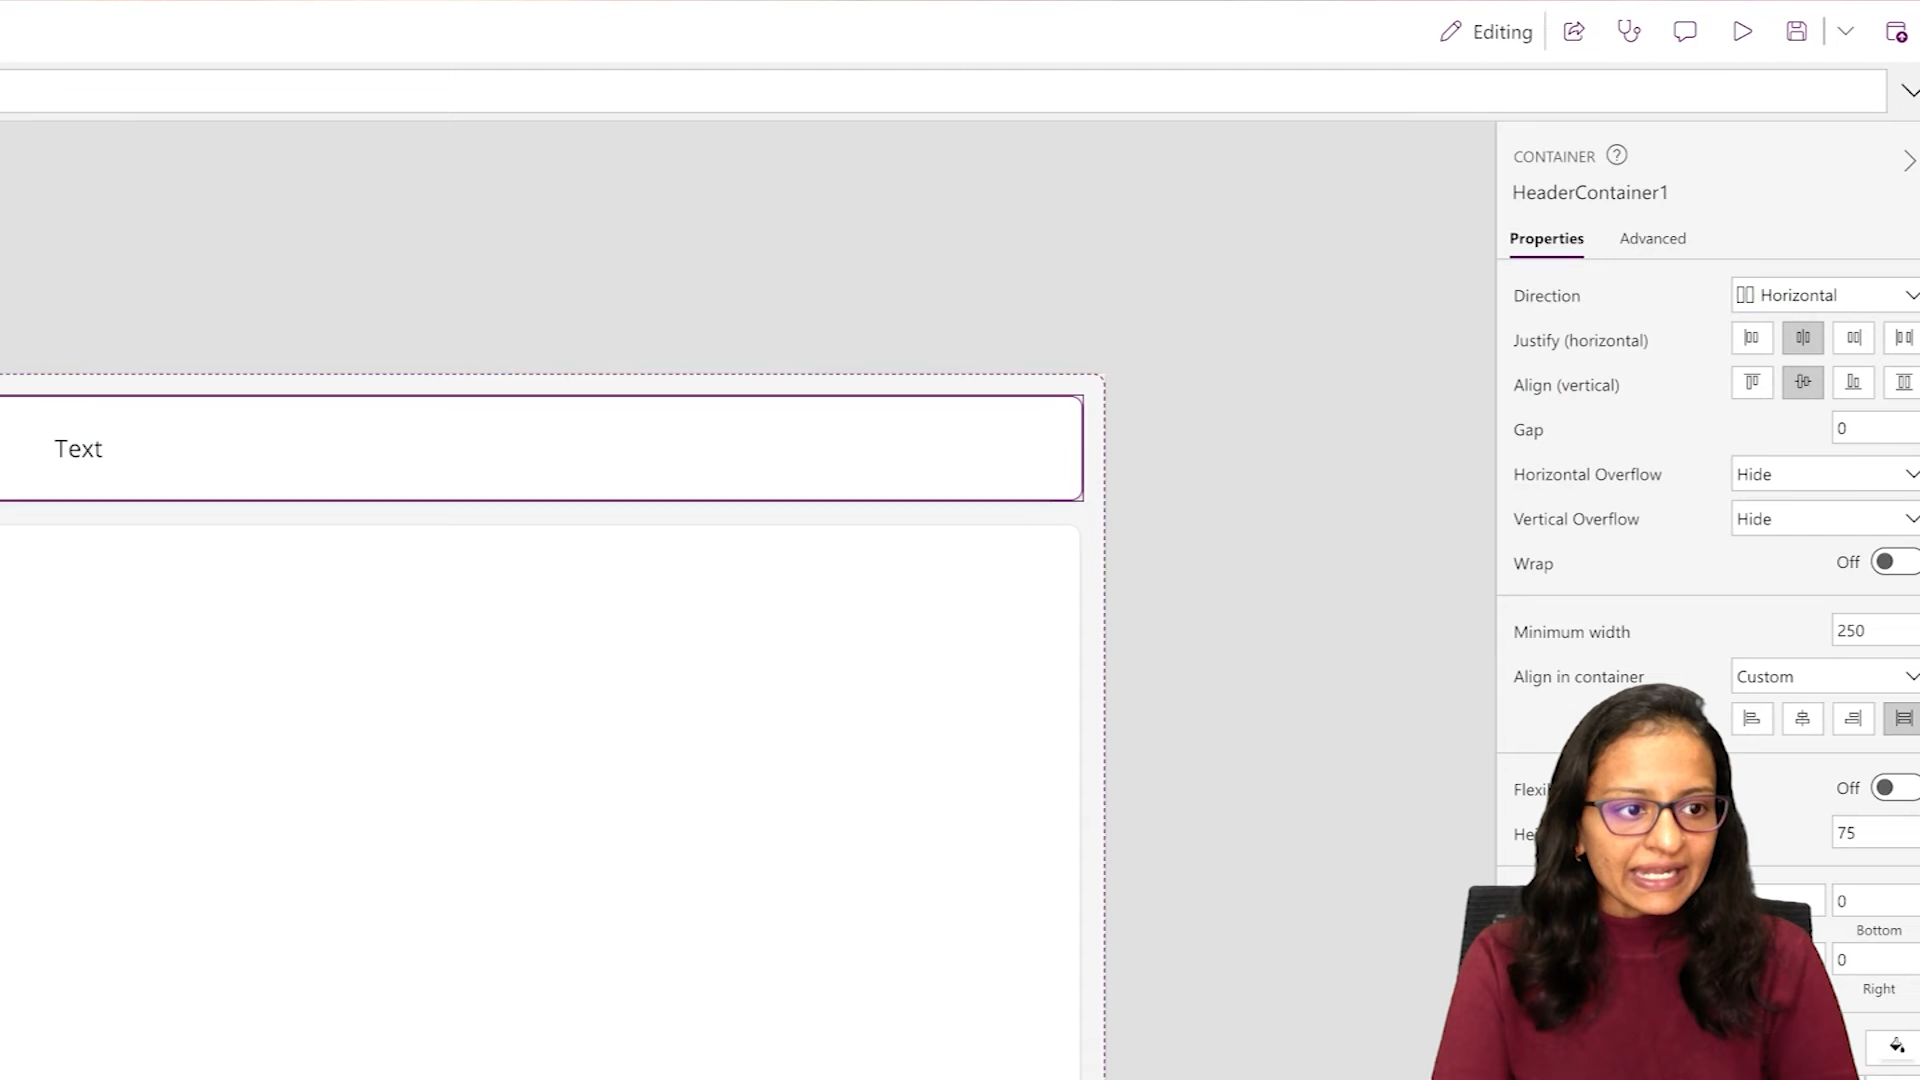 Editing
CONTAINER
HeaderContainer1
Properties Advanced
Direction Horizontal
Justify (horizontal)
Align (vertical)
Text
Gap 0
Horizontal Overflow Hide
Vertical Overflow Hide
Wrap Off
Minimum width 250
Align in container Custom
Off
75
0
Bottom
0
Right